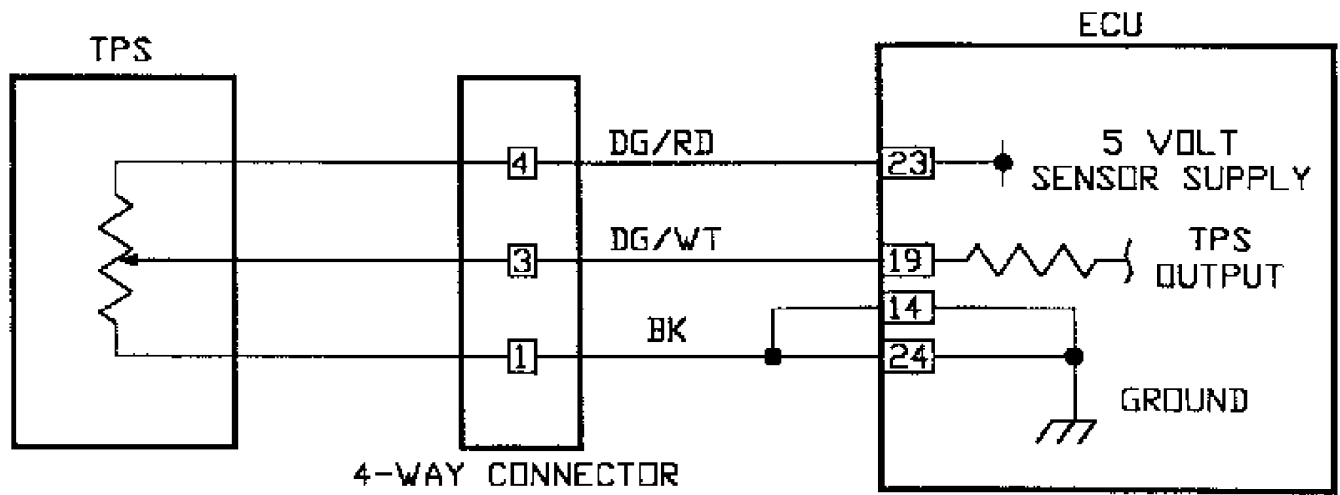 ECU
TPS
4
DG/RD
23
5 VOLT
SENSOR SUPPLY
3
DG/WT
19
TPS
OUTPUT
14
1
BK
24
GROUND
4-WAY CONNECTOR